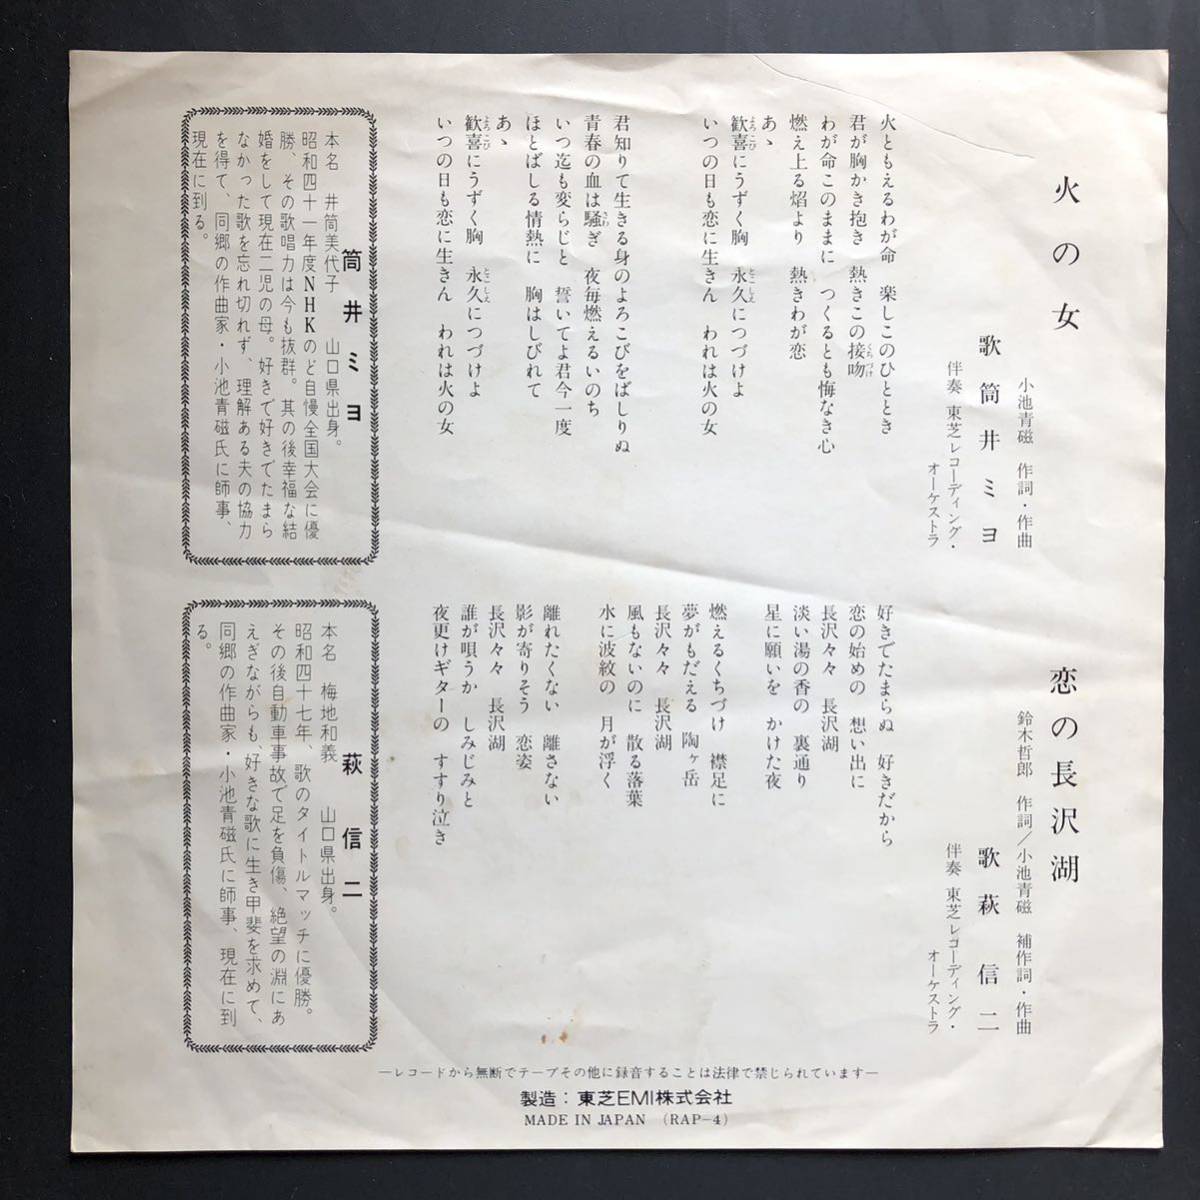 火の女
小池青磁　作詞・作曲
歌　筒井ミヨ
伴奏　東芝レコーディング・
オーケストラ
火ともえるわが命　楽しこのひととき
君が胸かき抱き　熱きこの接吻
わが命このままに　つくるとも悔なき心
燃え上る焰より　熱きわが恋
あゝ
歓喜にうずく胸　永久につづけよ
いつの日も恋に生きん　われは火の女
君知りて生きる身のよろこびをばしりぬ
青春の血は騒ぎ　夜毎燃えるいのち
いつ迄も変らじと　誓いてよ君今一度
ほとばしる情熱に　胸はしびれて
あゝ
歓喜にうずく胸　永久につづけよ
いつの日も恋に生きん　われは火の女
筒井ミヨ
本名　井筒美代子　　山口県出身。
昭和四十一年度NHKのど自慢全国大会に優
勝、その歌唱力は今も抜群。其の後幸福な結
婚をして現在二児の母。好きで好きでたまら
なかった歌を忘れ切れず、理解ある夫の協力
を得て、同郷の作曲家・小池青磁氏に師事、
現在に到る。
恋の長沢湖
鈴木哲郎　作詞／小池青磁　補作詞・作曲
歌　萩　信二
伴奏　東芝レコーディング・
オーケストラ
好きでたまらぬ　好きだから
恋の始めの　想い出に
長沢々々　長沢湖
淡い湯の香の　裏通り
星に願いを　かけた夜
燃えるくちづけ　襟足に
夢がもだえる　陶ヶ岳
長沢々々　長沢湖
風もないのに　散る落葉
水に波紋の　月が浮く
離れたくない　離さない
影が寄りそう　恋姿
長沢々々　長沢湖
誰が唄うか　しみじみと
夜更けギターの　すすり泣き
萩　信二
本名　梅地和義　　山口県出身。
昭和四十七年、歌のタイトルマッチに優勝。
その後自動車事故で足を負傷、絶望の淵にあ
えぎながらも、好きな歌に生き甲斐を求めて、
同郷の作曲家・小池青磁氏に師事、現在に到
る。
―レコードから無断でテープその他に録音することは法律で禁じられています―
製造：東芝EMI株式会社
MADE IN JAPAN　(RAP-4)